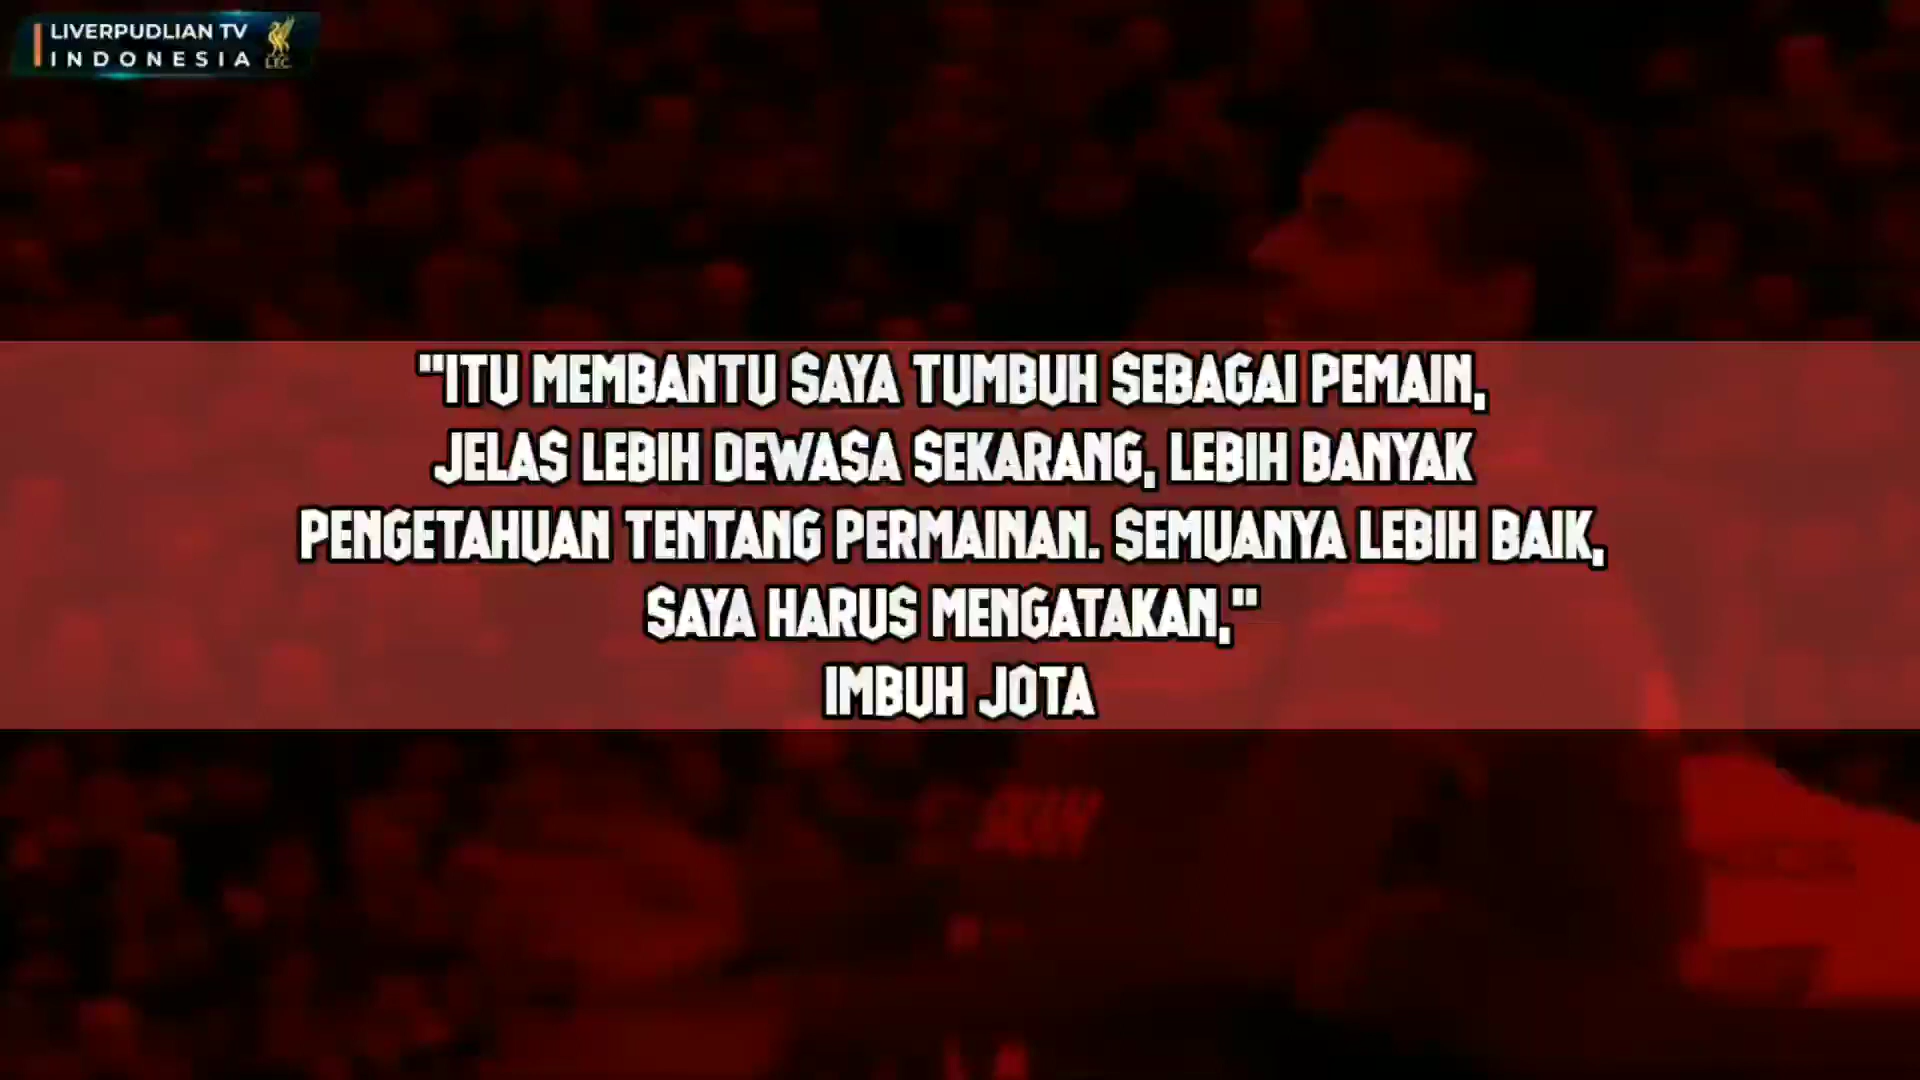 LIVERPUDLIAN TV
INDONESIA
L.F.C.
"ITU MEMBANTU SAYA TUMBUH SEBAGAI PEMAIN,
JELAS LEBIH DEWASA SEKARANG, LEBIH BANYAK
PENGETAHUAN TENTANG PERMAINAN. SEMUANYA LEBIH BAIK,
SAYA HARUS MENGATAKAN,"
IMBUH JOTA